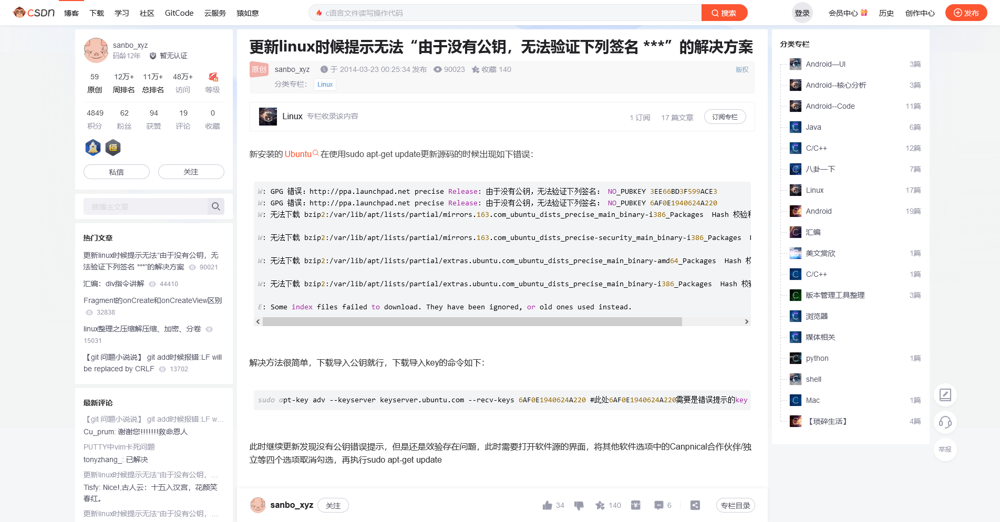 CSDN 博客 下载 学习 社区 GitCode 云服务 猿如意 c语言文件读写操作代码 搜索 登录 会员中心 历史 创作中心 发布
sanbo_xyz
码龄12年 暂无认证
59 12万+ 11万+ 48万+
原创 周排名 总排名 访问 等级
4849 62 94 19 0
积分 粉丝 获赞 评论 收藏
恒
私信 关注
搜博主文章
热门文章
更新linux时候提示无法“由于没有公钥，无
法验证下列签名 ***”的解决方案 90021
汇编：div指令讲解 44410
Fragment的onCreate和onCreateView区别
32838
linux整理之压缩解压缩、加密、分卷
15031
【git 问题小说说】 git add时候报错:LF will
be replaced by CRLF 13702
最新评论
【git 问题小说说】 git add时候报错:LF w...
Cu_prum: 谢谢您!!!!!!!救命恩人
PUTTY中vim卡死问题
tonyzhang_: 已解决
更新linux时候提示无法“由于没有公钥，...
Tisfy: Nice!,古人云：十五入汉宫，花颜笑
春红。
更新linux时候提示无法“由于没有公钥，...
更新linux时候提示无法“由于没有公钥，无法验证下列签名 ***”的解决方案
原创 sanbo_xyz 于 2014-03-23 00:25:34 发布 90023 收藏 140 版权
分类专栏： Linux
Linux 专栏收录该内容 1 订阅 17 篇文章 订阅专栏
新安装的 Ubuntu 在使用sudo apt-get update更新源码的时候出现如下错误：
W: GPG 错误：http://ppa.launchpad.net precise Release: 由于没有公钥，无法验证下列签名： NO_PUBKEY 3EE66BD3F599ACE3
W: GPG 错误：http://ppa.launchpad.net precise Release: 由于没有公钥，无法验证下列签名： NO_PUBKEY 6AF0E1940624A220
W: 无法下载 bzip2:/var/lib/apt/lists/partial/mirrors.163.com_ubuntu_dists_precise_main_binary-i386_Packages  Hash 校验
W: 无法下载 bzip2:/var/lib/apt/lists/partial/mirrors.163.com_ubuntu_dists_precise-security_main_binary-i386_Packages
W: 无法下载 bzip2:/var/lib/apt/lists/partial/extras.ubuntu.com_ubuntu_dists_precise_main_binary-amd64_Packages  Hash 校
W: 无法下载 bzip2:/var/lib/apt/lists/partial/extras.ubuntu.com_ubuntu_dists_precise_main_binary-i386_Packages  Hash 校验
E: Some index files failed to download. They have been ignored, or old ones used instead.
解决方法很简单，下载导入公钥就行，下载导入key的命令如下：
sudo apt-key adv --keyserver keyserver.ubuntu.com --recv-keys 6AF0E1940624A220 #此处6AF0E1940624A220需要是错误提示的key
此时继续更新发现没有公钥错误提示，但是还是效验存在问题，此时需要打开软件源的界面，将其他软件选项中的Canpnical合作伙伴/独
立等四个选项取消勾选，再执行sudo apt-get update
sanbo_xyz 关注 34 140 6 专栏目录
分类专栏
Android—UI 3篇
Android--核心分析 3篇
Android--Code 11篇
Java 6篇
C/C++ 12篇
八卦一下 7篇
Linux 17篇
Android 19篇
汇编
美文赏欣 1篇
C/C++ 1篇
版本管理工具整理 3篇
浏览器
媒体相关
python 1篇
shell
Mac 1篇
【琐碎生活】 4篇
举报